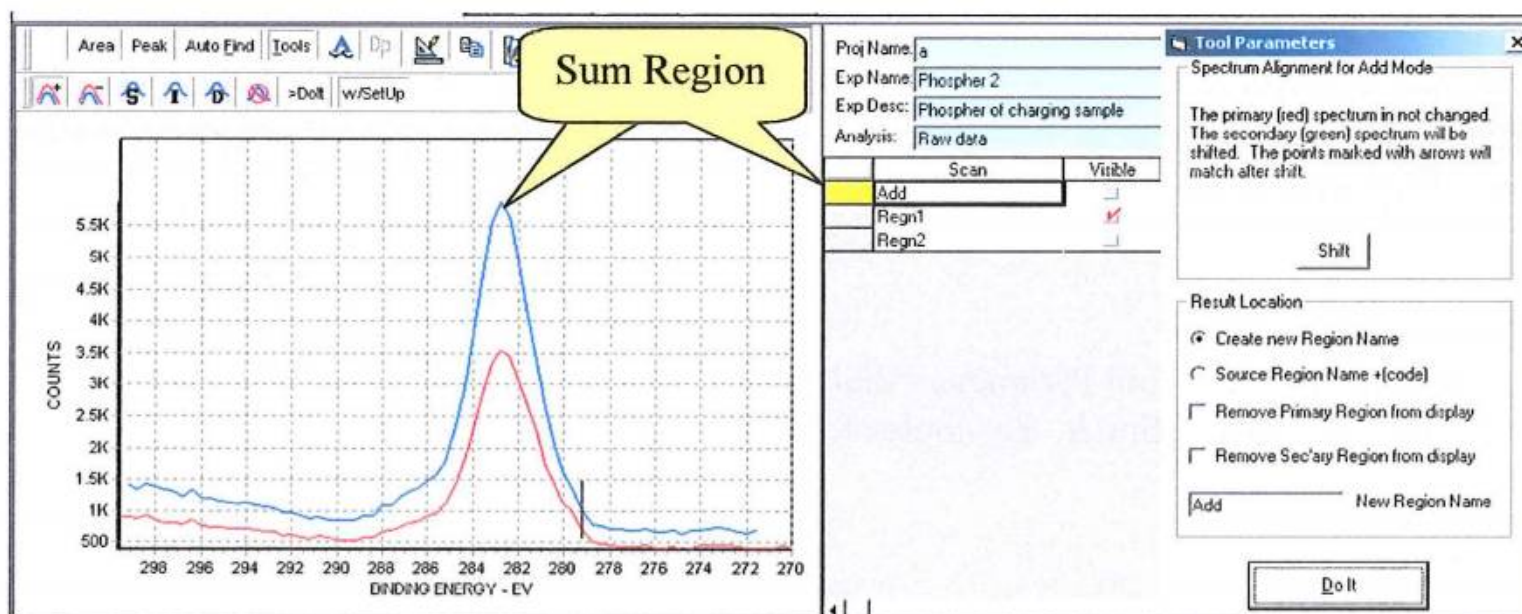 Area Peak Auto Find Tools Dp
>DoIt w/SetUp
Sum Region
5.5K
5K
4.5K
4K
3.5K
3K
2.5K
2K
1.5K
1K
500
COUNTS
298 296 294 292 290 288 286 284 282 280 278 276 274 272 270
BINDING ENERGY - EV
Proj Name: a
Exp Name: Phospher 2
Exp Desc: Phospher of charging sample
Analysis: Raw data
Scan Visible
Add
Regn1
Regn2
Tool Parameters
Spectrum Alignment for Add Mode
The primary (red) spectrum in not changed.
The secondary (green) spectrum will be
shifted. The points marked with arrows will
match after shift.
Shift
Result Location
Create new Region Name
Source Region Name +(code)
Remove Primary Region from display
Remove Sec'ary Region from display
Add New Region Name
Do It